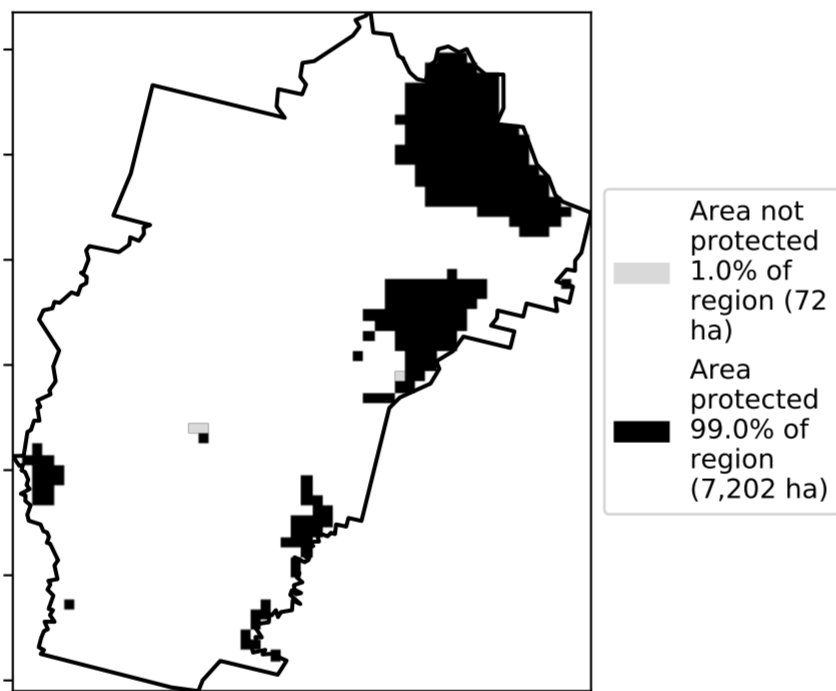 Area not
protected
1.0% of
region (72
ha)
Area
protected
99.0% of
region
(7,202 ha)